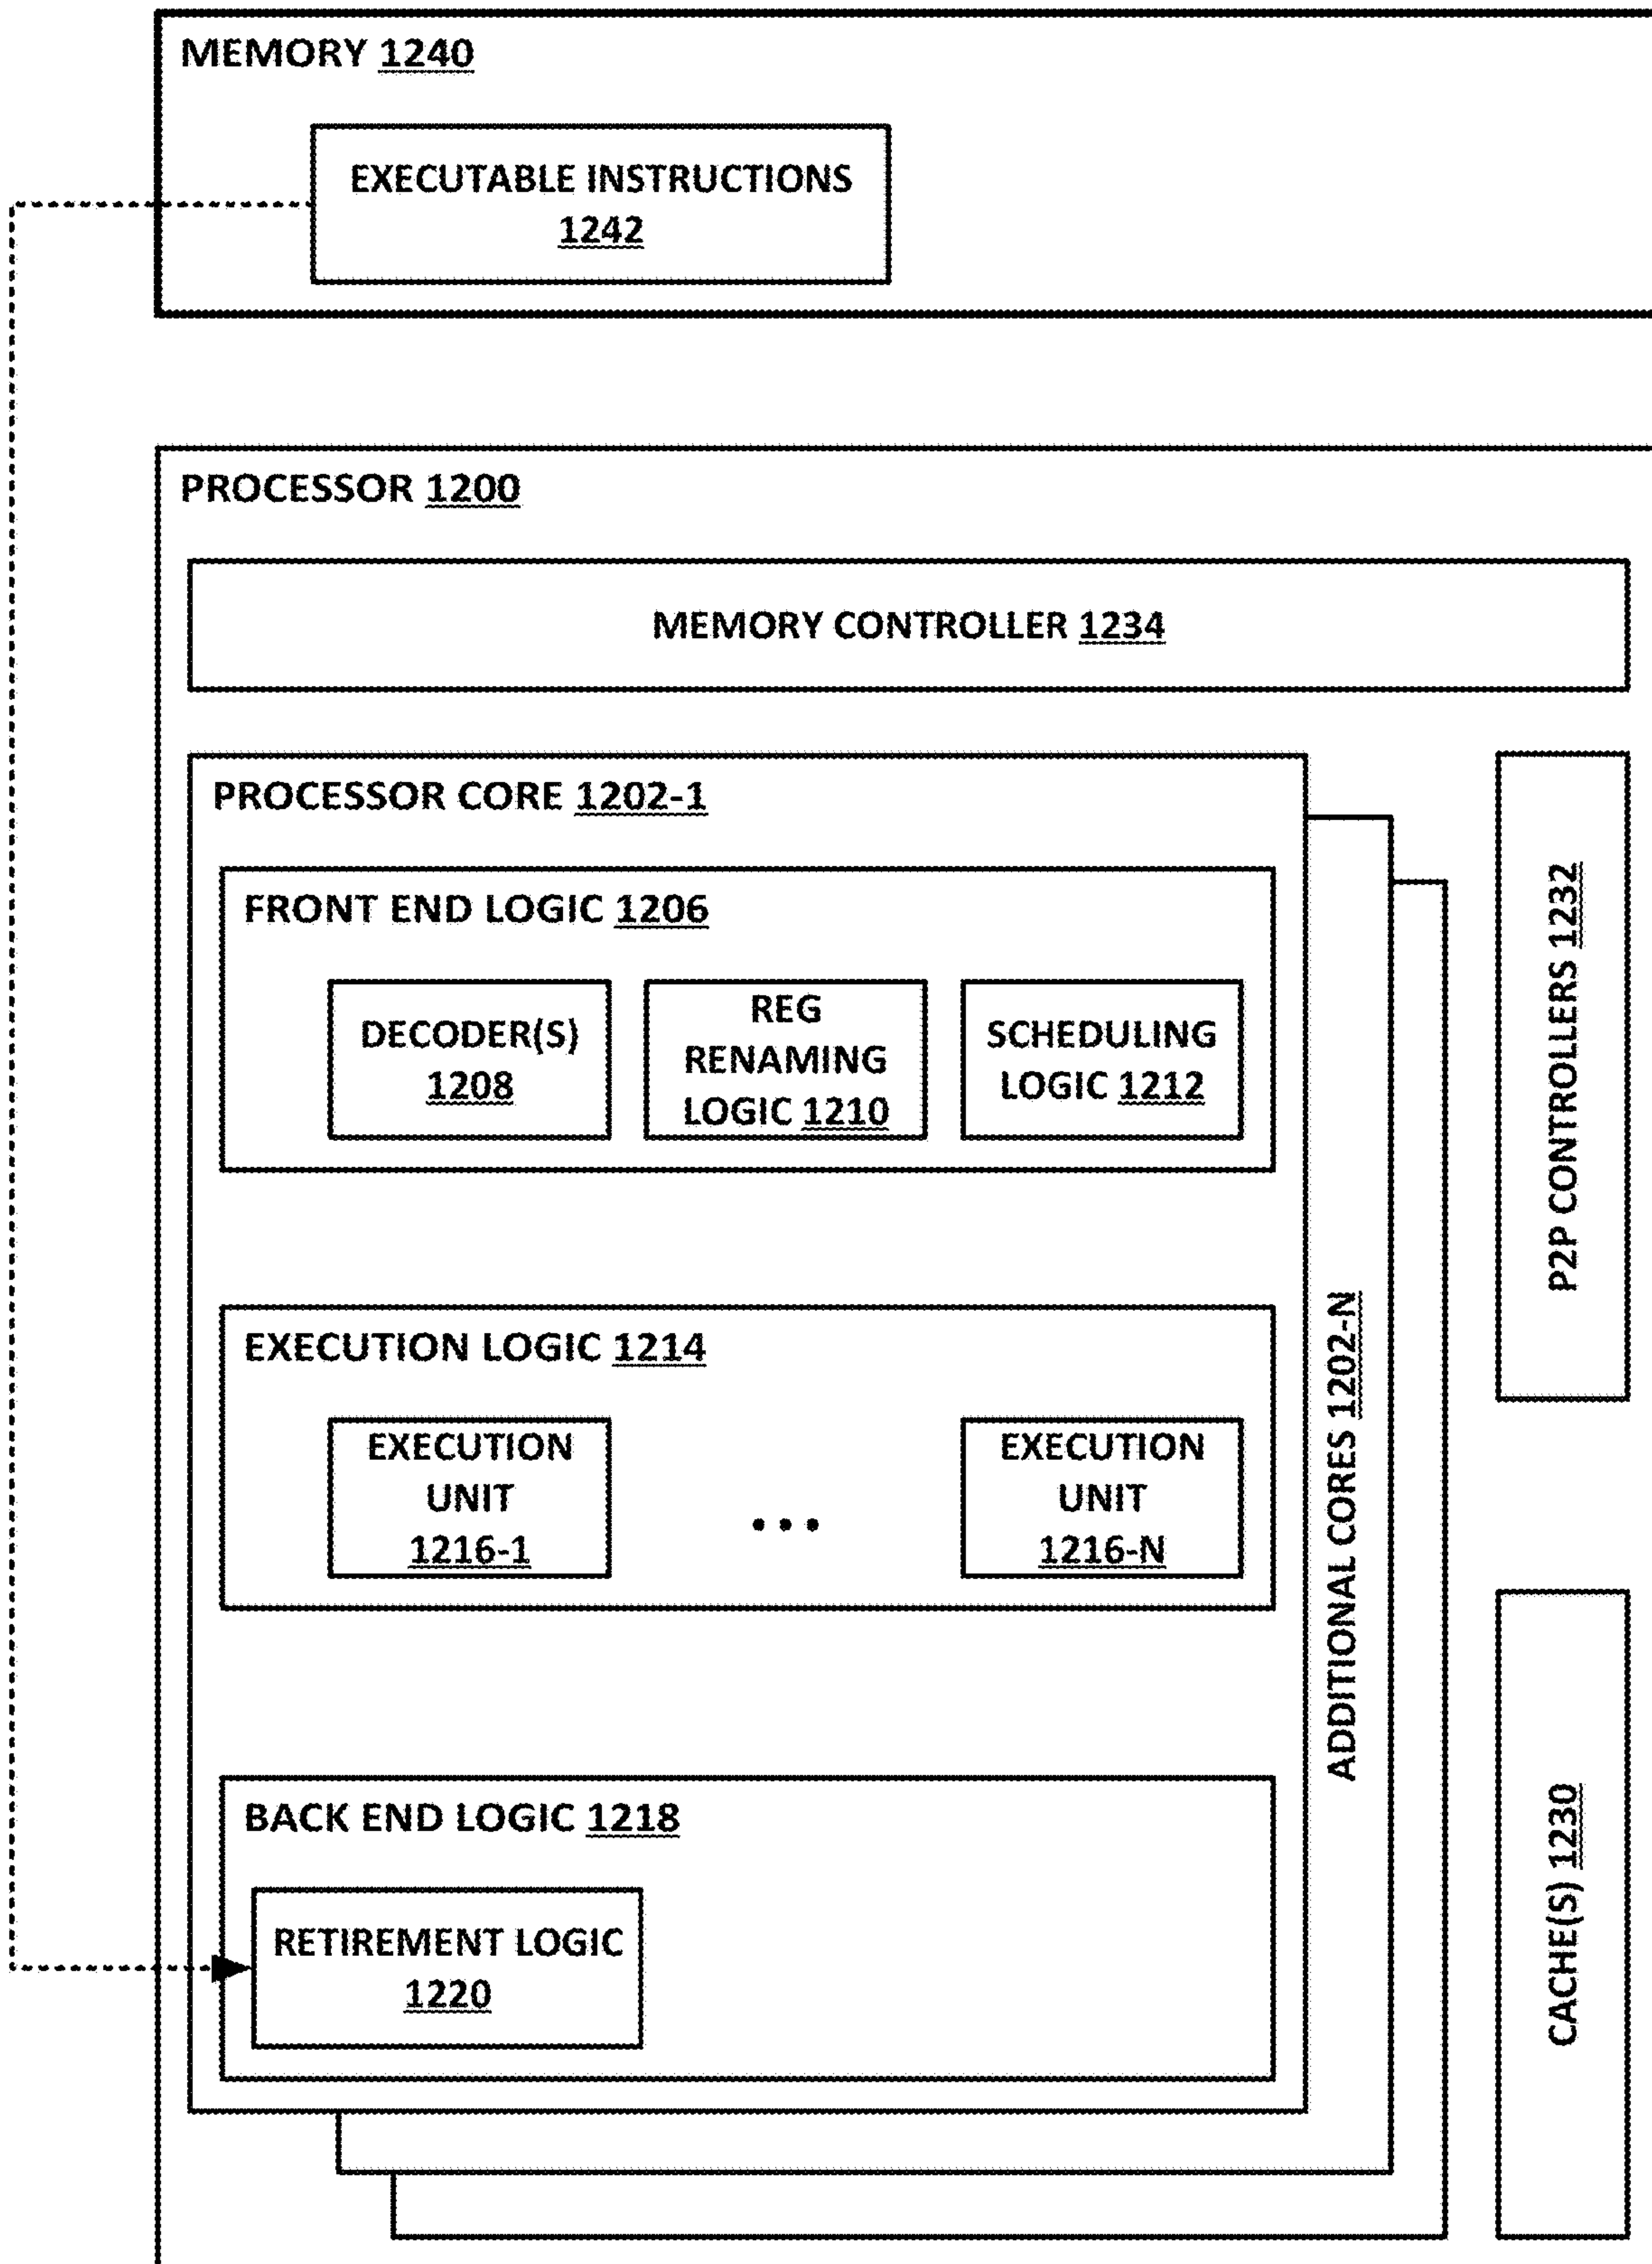 MEMORY 1240
EXECUTABLE INSTRUCTIONS
1242
PROCESSOR 1200
MEMORY CONTROLLER 1234
PROCESSOR CORE 1202-1
FRONT END LOGIC 1206
DECODER(S)
1208
REG
RENAMING
LOGIC 1210
SCHEDULING
LOGIC 1212
EXECUTION LOGIC 1214
EXECUTION
UNIT
1216-1
• • •
EXECUTION
UNIT
1216-N
BACK END LOGIC 1218
RETIREMENT LOGIC
1220
ADDITIONAL CORES 1202-N
P2P CONTROLLERS 1232
CACHE(S) 1230